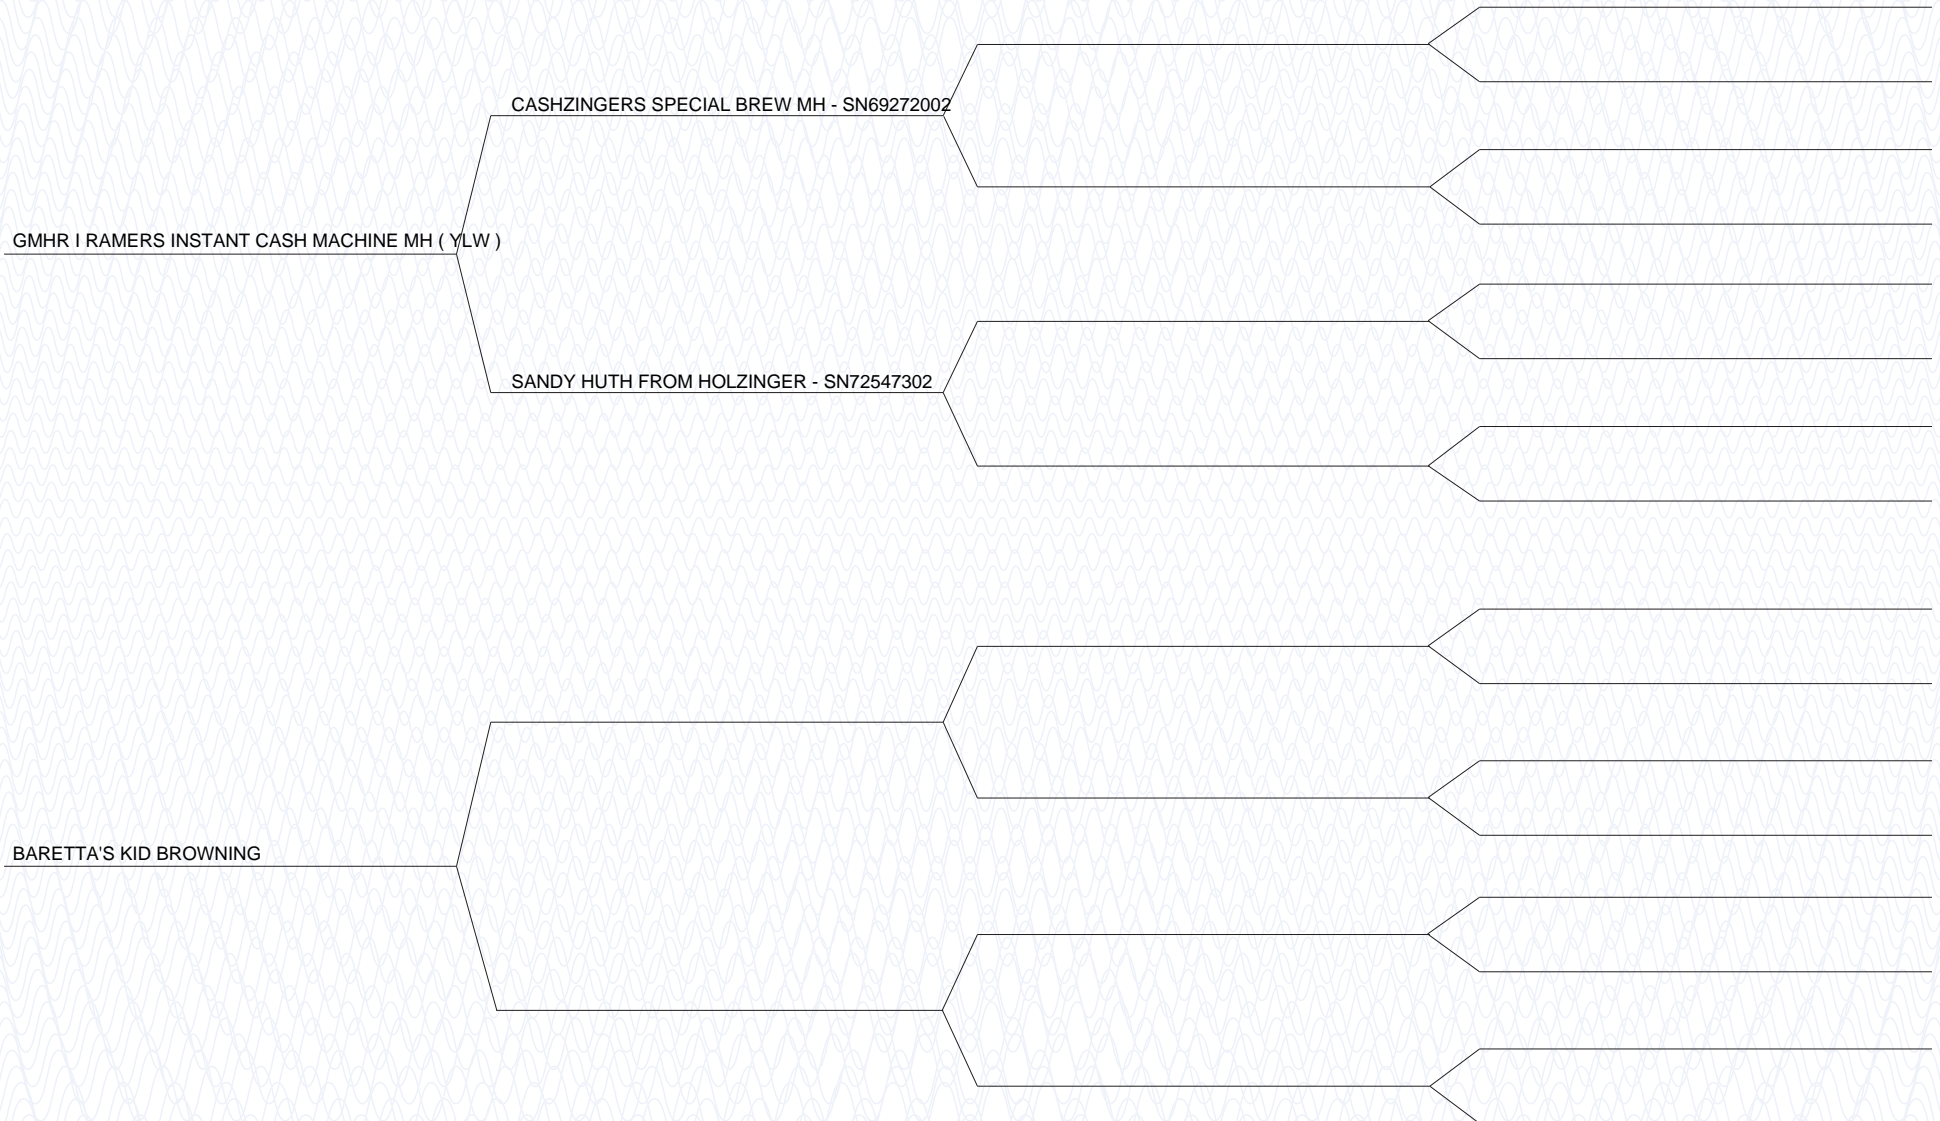 CASHZINGERS SPECIAL BREW MH - SN69272002
GMHR I RAMERS INSTANT CASH MACHINE MH ( YLW )
SANDY HUTH FROM HOLZINGER - SN72547302
BARETTA'S KID BROWNING